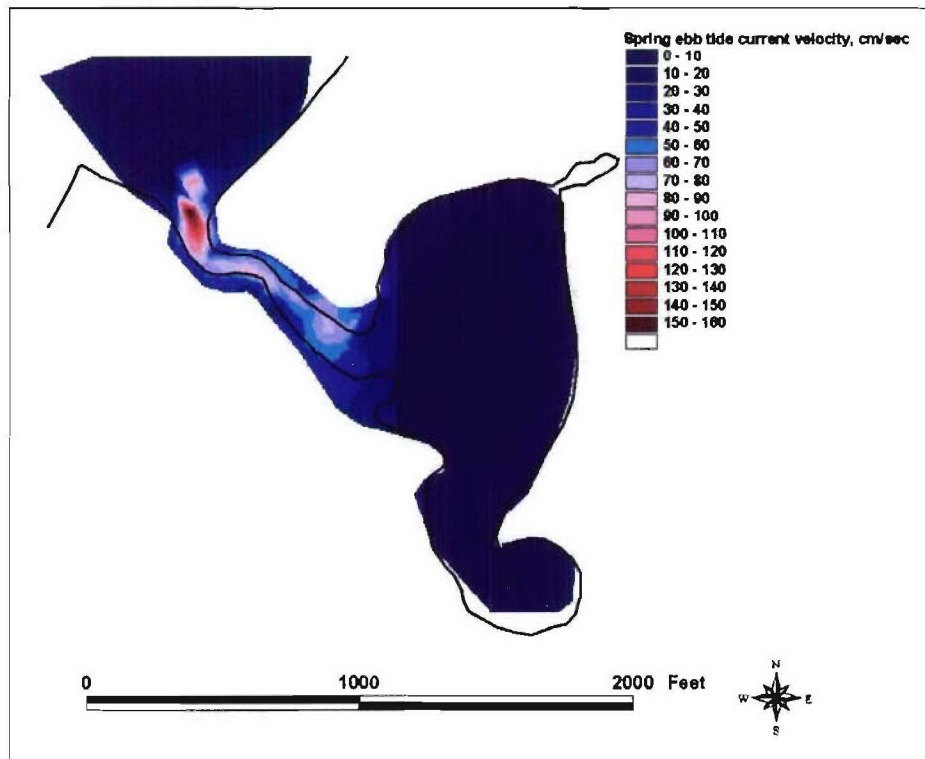 Spring ebb tide current velocity, cm/sec
0 - 10
10 - 20
20 - 30
30 - 40
40 - 50
50 - 60
60 - 70
70 - 80
80 - 90
90 - 100
100 - 110
110 - 120
120 - 130
130 - 140
140 - 150
150 - 160
0 1000 2000 Feet
N
W E
S